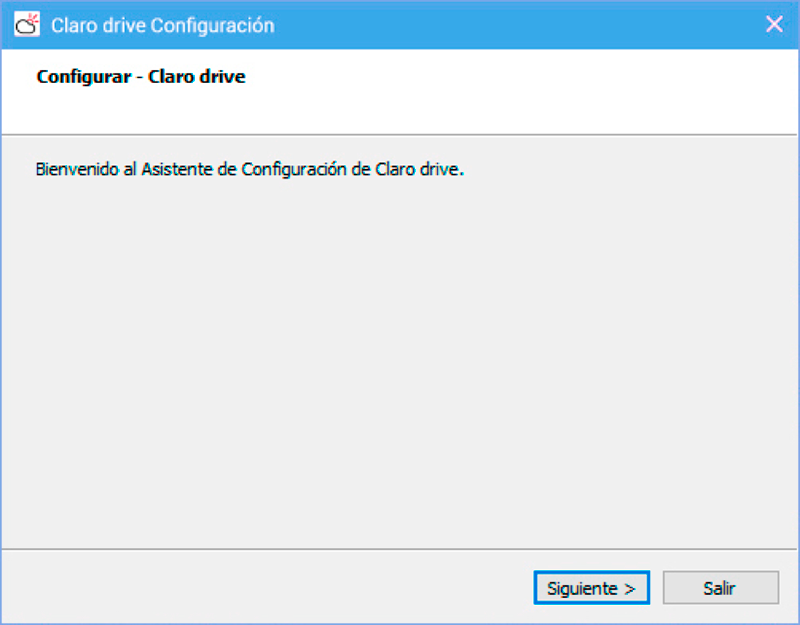 Claro drive Configuración
Configurar - Claro drive
Bienvenido al Asistente de Configuración de Claro drive.
Siguiente >
Salir